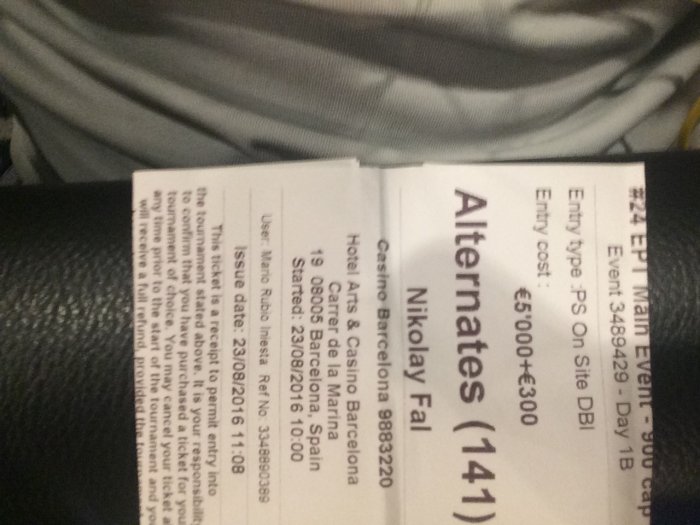 #24 EPT Main Event - 900 cap
Event 3489429 - Day 1B
Entry type :PS On Site DBI
Entry cost :
€5'000+€300
Alternates (141)
Nikolay Fal
Casino Barcelona 9883220
Hotel Arts & Casino Barcelona
Carrer de la Marina
19 08005 Barcelona, Spain
Started: 23/08/2016 10:00
User: Mario Rubio Iniesta Ref No. 3348890389
Issue date: 23/08/2016 11:08
This ticket is a receipt to permit entry into
the tournament stated above. It is your responsibility
to confirm that you have purchased a ticket for your
tournament of choice. You may cancel your ticket a
any time prior to the start of the tournament and you
will receive a full refund, provided the